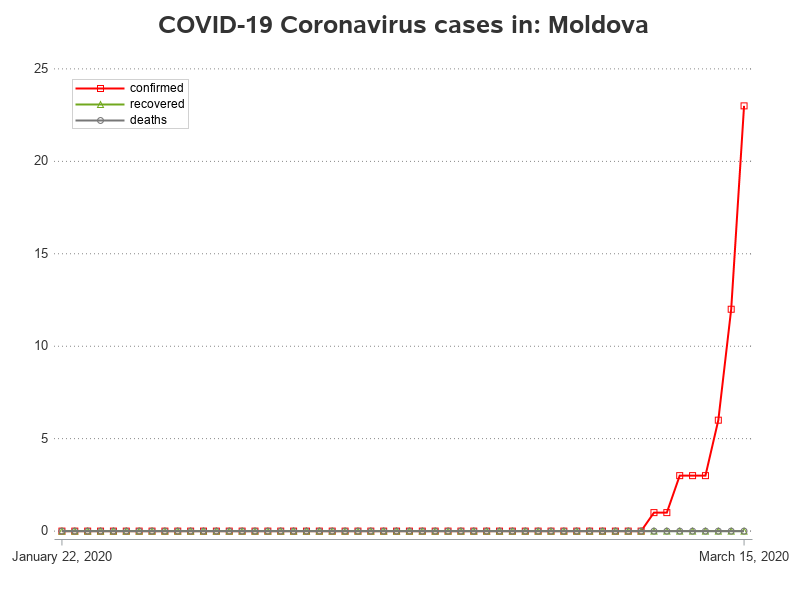 COVID-19 Coronavirus cases in: Moldova
25
confirmed
recovered
deaths
20
15
10
5
0
January 22, 2020
March 15, 2020